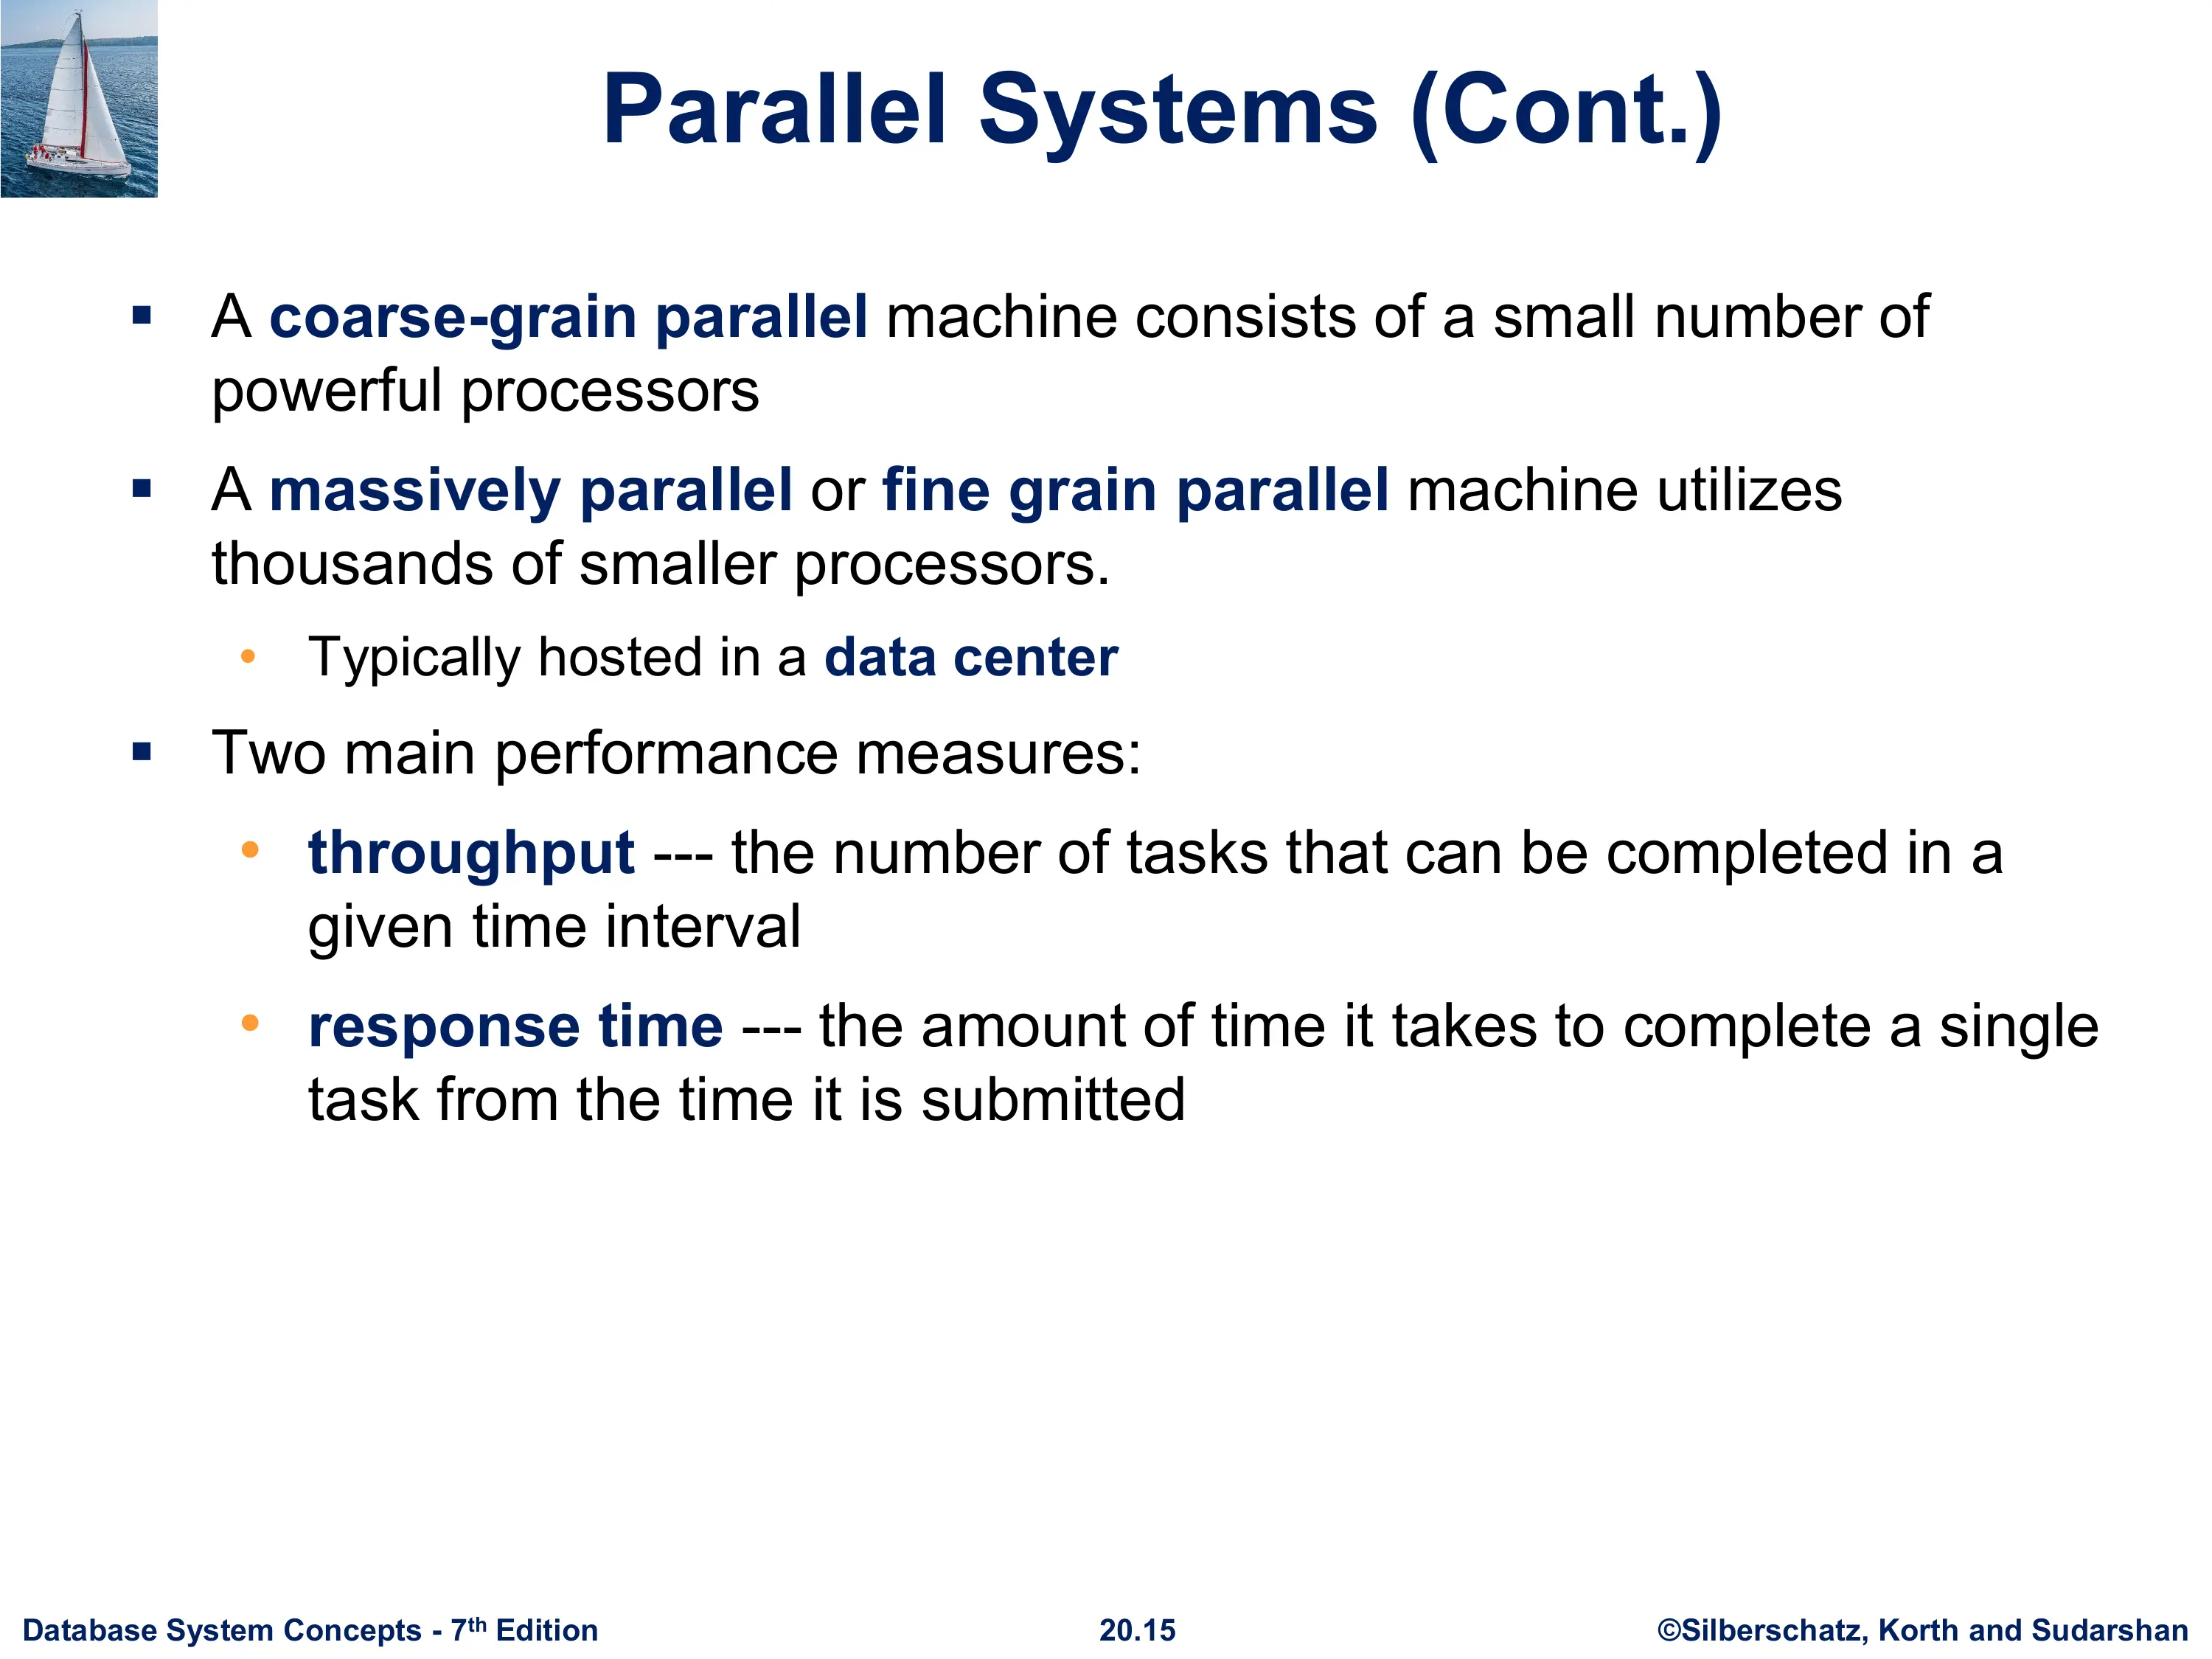 Parallel Systems (Cont.)
▪ A coarse-grain parallel machine consists of a small number of
powerful processors
▪ A massively parallel or fine grain parallel machine utilizes
thousands of smaller processors.
• Typically hosted in a data center
▪ Two main performance measures:
• throughput --- the number of tasks that can be completed in a
given time interval
• response time --- the amount of time it takes to complete a single
task from the time it is submitted
Database System Concepts - 7th Edition
20.15
©Silberschatz, Korth and Sudarshan